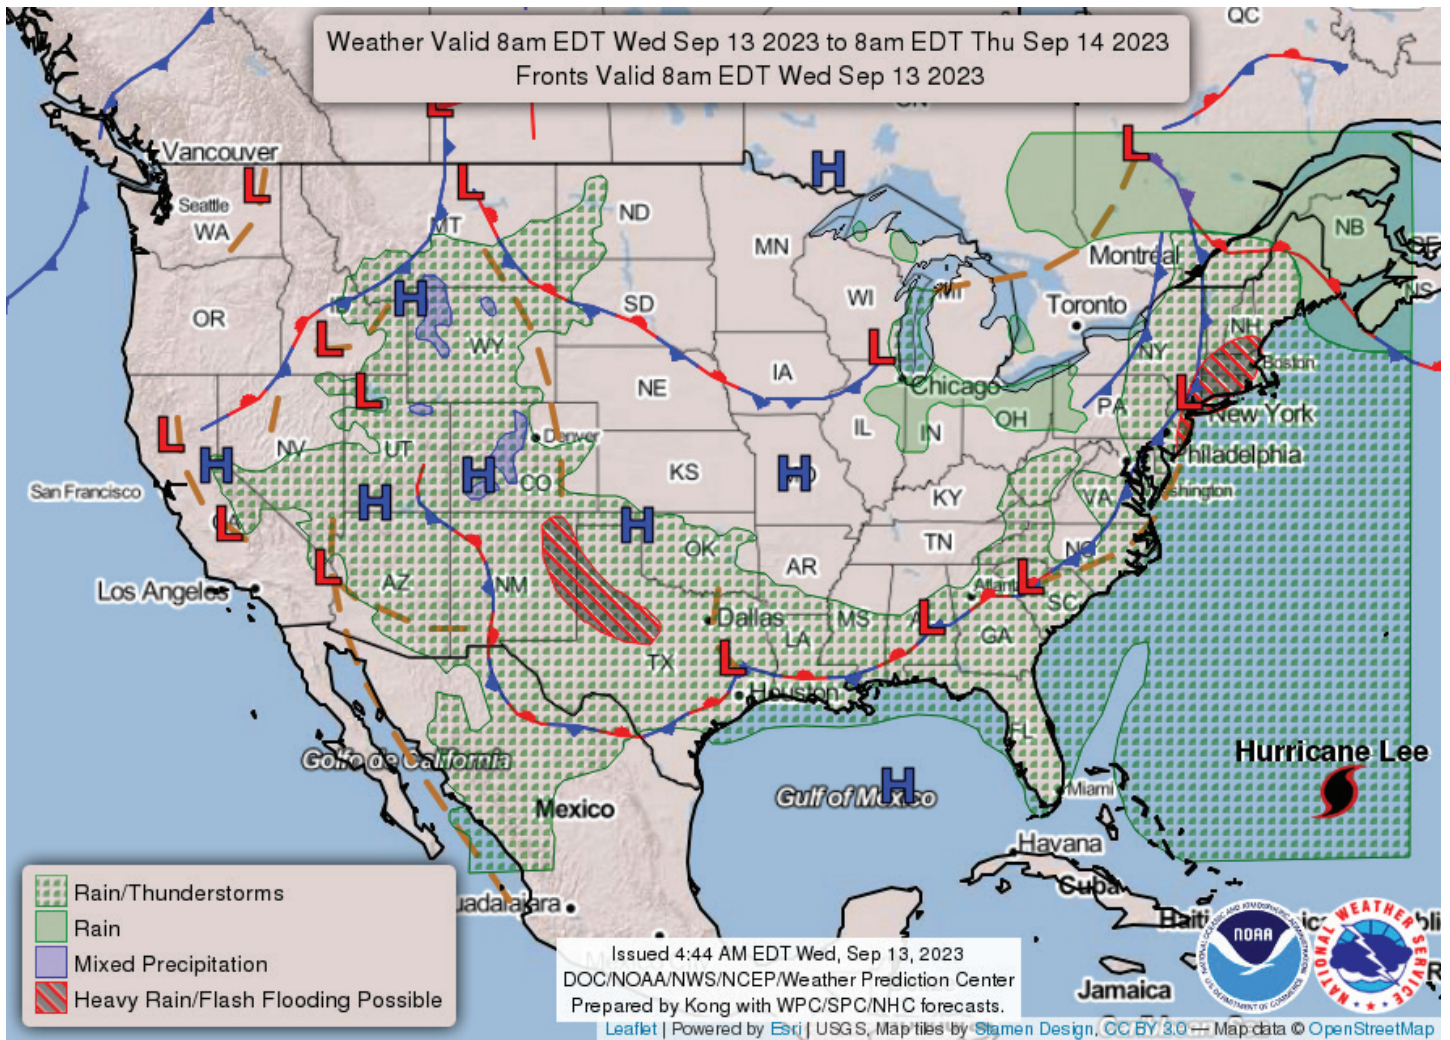 QC
Weather Valid 8am EDT Wed Sep 13 2023 to 8am EDT Thu Sep 14 2023
Fronts Valid 8am EDT Wed Sep 13 2023
L
Vancouver
L
L
H
L
Seattle
WA
MT
ND
MN
Montreal
NB
OR
H
WY
SD
WI
MI
Toronto
NS
L
L
NY
NH
Boston
IA
NE
Chicago
L
PA
L
New York
L
NV
UT
Denver
IL
IN
OH
Philadelphia
H
H
CO
KS
H
San Francisco
H
KY
VA
Washington
L
CA
H
OK
TN
NC
L
AZ
NM
AR
Atlanta
L
SC
Los Angeles
Dallas
LA
MS
L
GA
TX
L
Houston
FL
Golfo de California
Hurricane Lee
H
Gulf of Mexico
Miami
Mexico
Havana
Cuba
Rain/Thunderstorms
Rain
Mixed Precipitation
Heavy Rain/Flash Flooding Possible
uadalajara
Haiti
NOAA
NATIONAL WEATHER SERVICE
Jamaica
Issued 4:44 AM EDT Wed, Sep 13, 2023
DOC/NOAA/NWS/NCEP/Weather Prediction Center
Prepared by Kong with WPC/SPC/NHC forecasts.
Leaflet | Powered by Esri | USGS, Map tiles by Stamen Design, CC BY 3.0 — Map data © OpenStreetMap